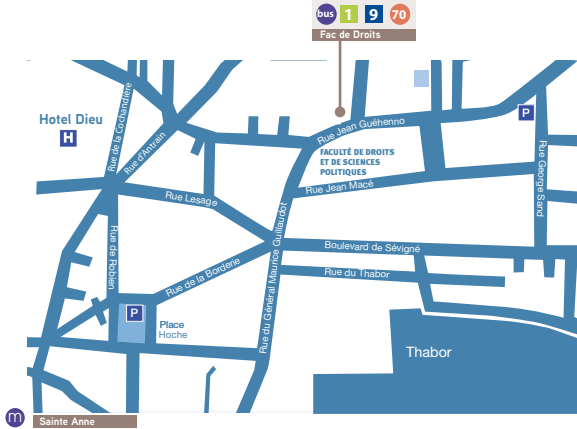 bus 1 9 70
Fac de Droits
Hotel Dieu
H
Rue de la Cochardière
Rue d'Antrain
Rue Jean Guéhenno
P
FACULTÉ DE DROITS
ET DE SCIENCES
POLITIQUES
Rue Jean Macé
Rue George Sand
Rue Lesage
Rue de Robien
Rue du Général Maurice Guillaudot
Boulevard de Sévigné
Rue de la Borderie
Rue du Thabor
P
Place
Hoche
Thabor
m
Sainte Anne